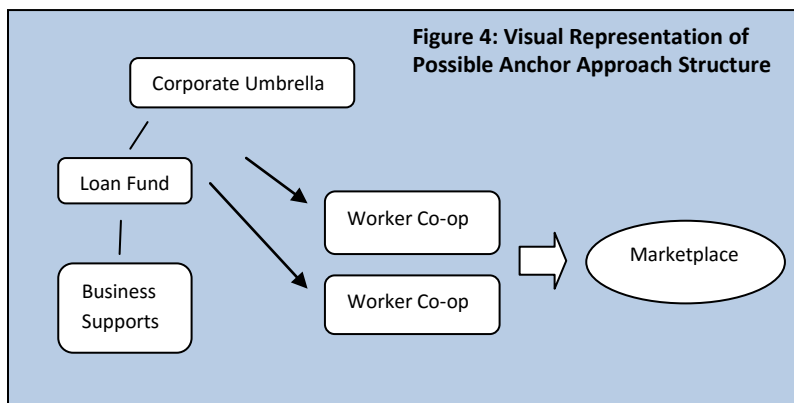 Figure 4: Visual Representation of
Possible Anchor Approach Structure
Corporate Umbrella
Loan Fund
Worker Co-op
Marketplace
Business
Supports
Worker Co-op